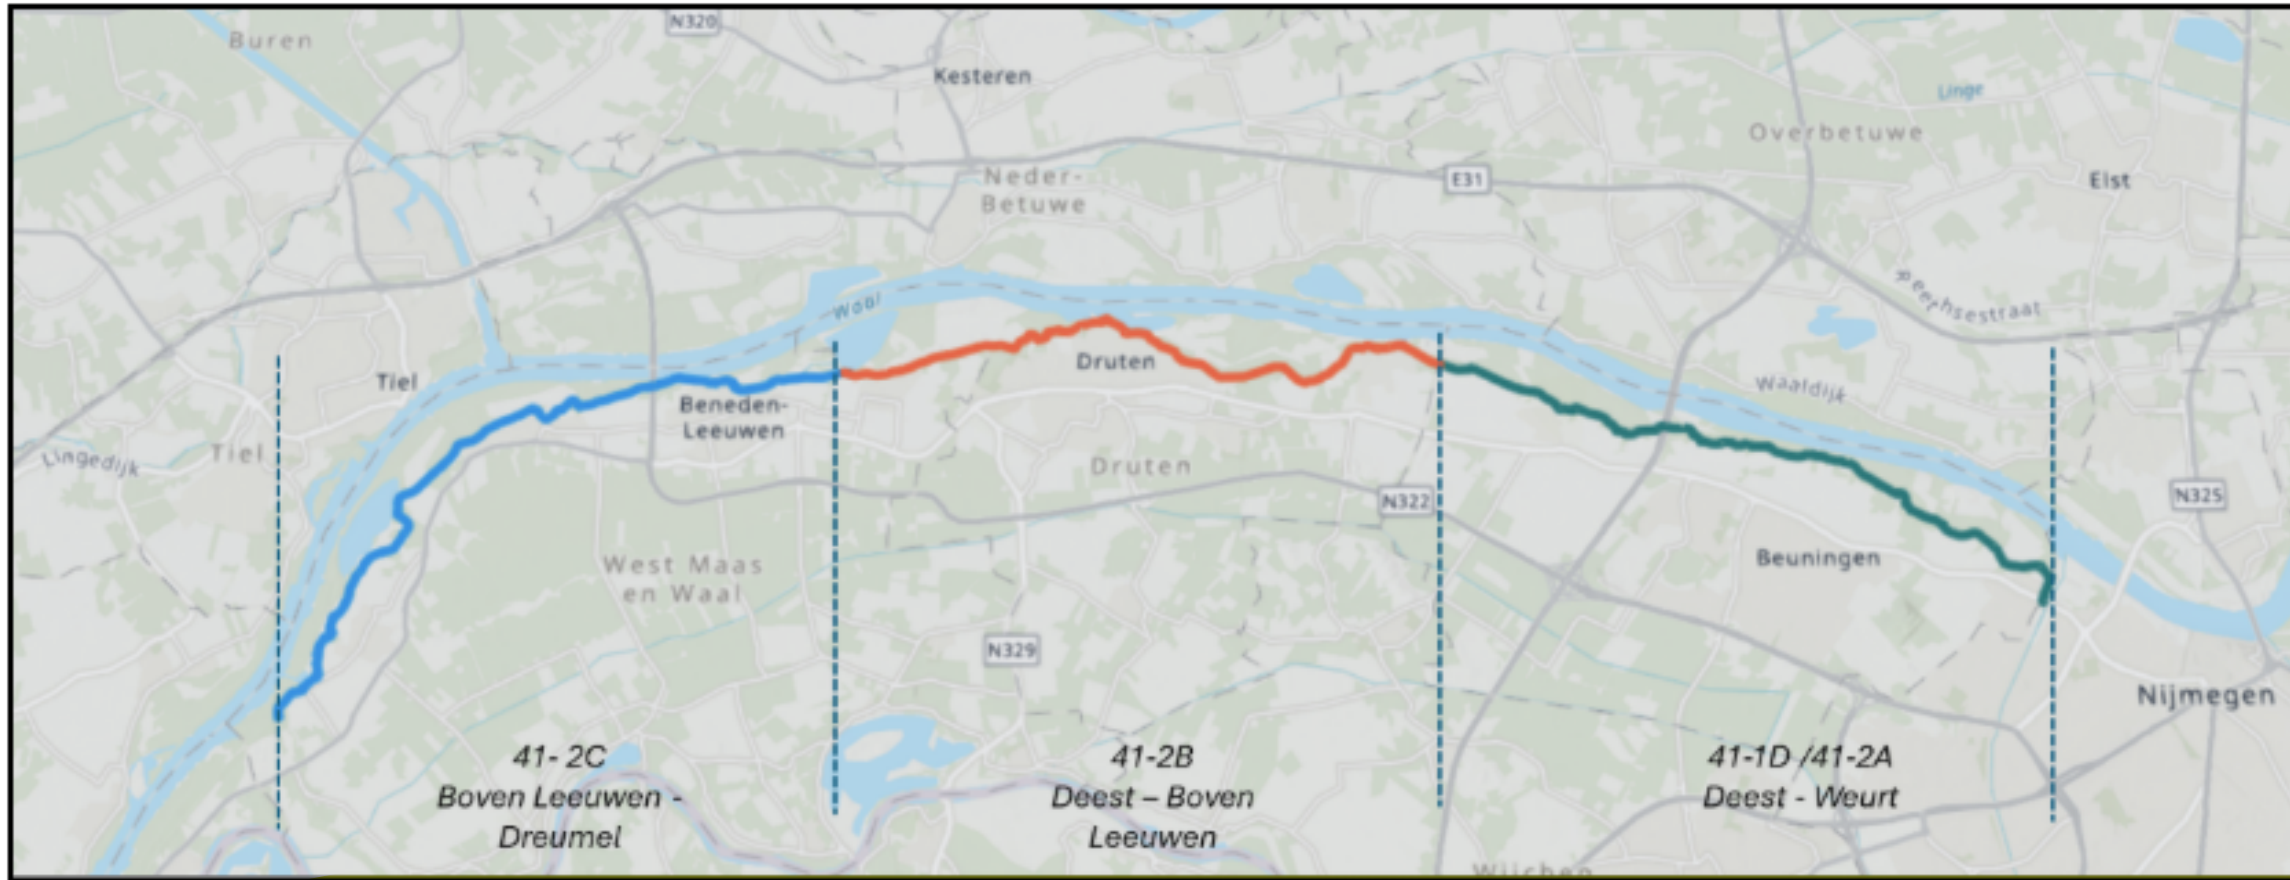 Buren
N320
Kesteren
Linge
Overbetuwe
Elst
Neder-
Betuwe
E31
Waal
Tiel
Druten
Waaldijk
Beneden-
Leeuwen
Tiel
Lingedijk
Druten
N322
N325
Beuningen
West Maas
en Waal
N329
Nijmegen
41- 2C
Boven Leeuwen -
Dreumel
41-2B
Deest – Boven
Leeuwen
41-1D /41-2A
Deest - Weurt
Wijchen